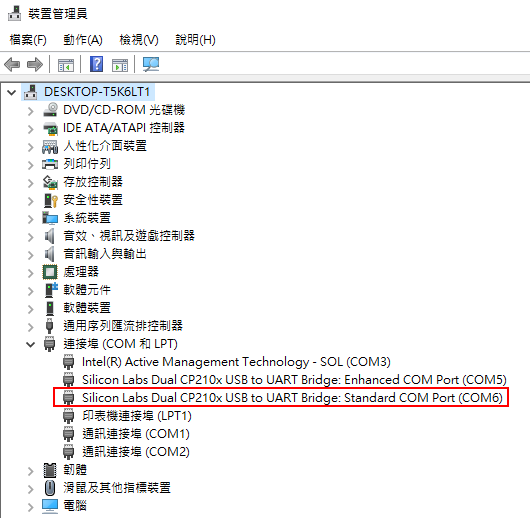 裝置管理員
檔案(F) 動作(A) 檢視(V) 說明(H)
DESKTOP-T5K6LT1
DVD/CD-ROM 光碟機
IDE ATA/ATAPI 控制器
人性化介面裝置
列印佇列
存放控制器
安全性裝置
系統裝置
音效、視訊及遊戲控制器
音訊輸入與輸出
處理器
軟體元件
軟體裝置
通用序列匯流排控制器
連接埠 (COM 和 LPT)
Intel(R) Active Management Technology - SOL (COM3)
Silicon Labs Dual CP210x USB to UART Bridge: Enhanced COM Port (COM5)
Silicon Labs Dual CP210x USB to UART Bridge: Standard COM Port (COM6)
印表機連接埠 (LPT1)
通訊連接埠 (COM1)
通訊連接埠 (COM2)
韌體
滑鼠及其他指標裝置
電腦